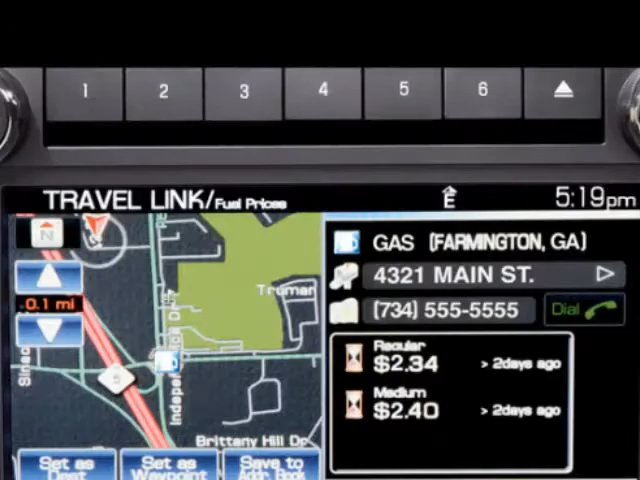 1 2 3 4 5 6
TRAVEL LINK/Fuel Prices E 5:19pm
N
GAS (FARMINGTON, GA)
4321 MAIN ST.
0.1 mi
Truman
(734) 555-5555 Dial
Regular
$2.34 > 2days ago
Medium
$2.40 > 2days ago
Brittany Hill Dr
Set as
Dest
Set as
Waypoint
Save to
Addr Book